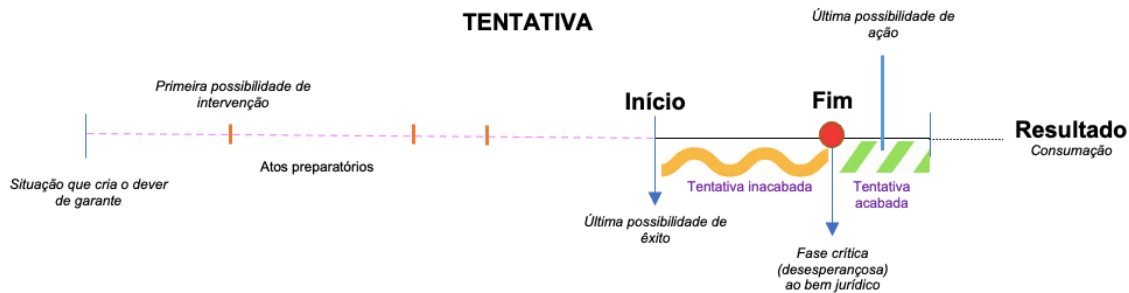 TENTATIVA
Última possibilidade de
ação
Primeira possibilidade de
intervenção
Início
Fim
Resultado
Consumação
Atos preparatórios
Situação que cria o dever
de garante
Tentativa inacabada
Tentativa
acabada
Última possibilidade de
êxito
Fase crítica
(desesperançosa)
ao bem jurídico